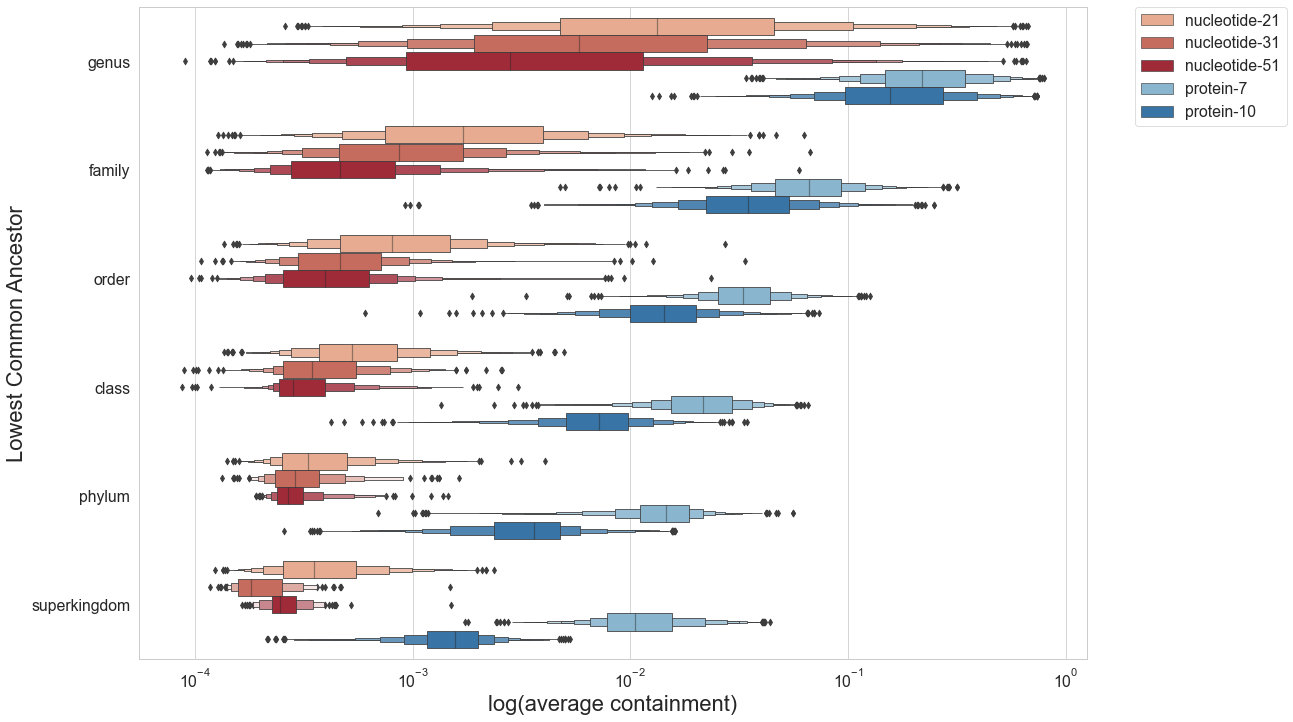 nucleotide-21
nucleotide-31
nucleotide-51
protein-7
protein-10
Lowest Common Ancestor
genus
family
order
class
phylum
superkingdom
10⁻⁴ 10⁻³ 10⁻² 10⁻¹ 10⁰
log(average containment)